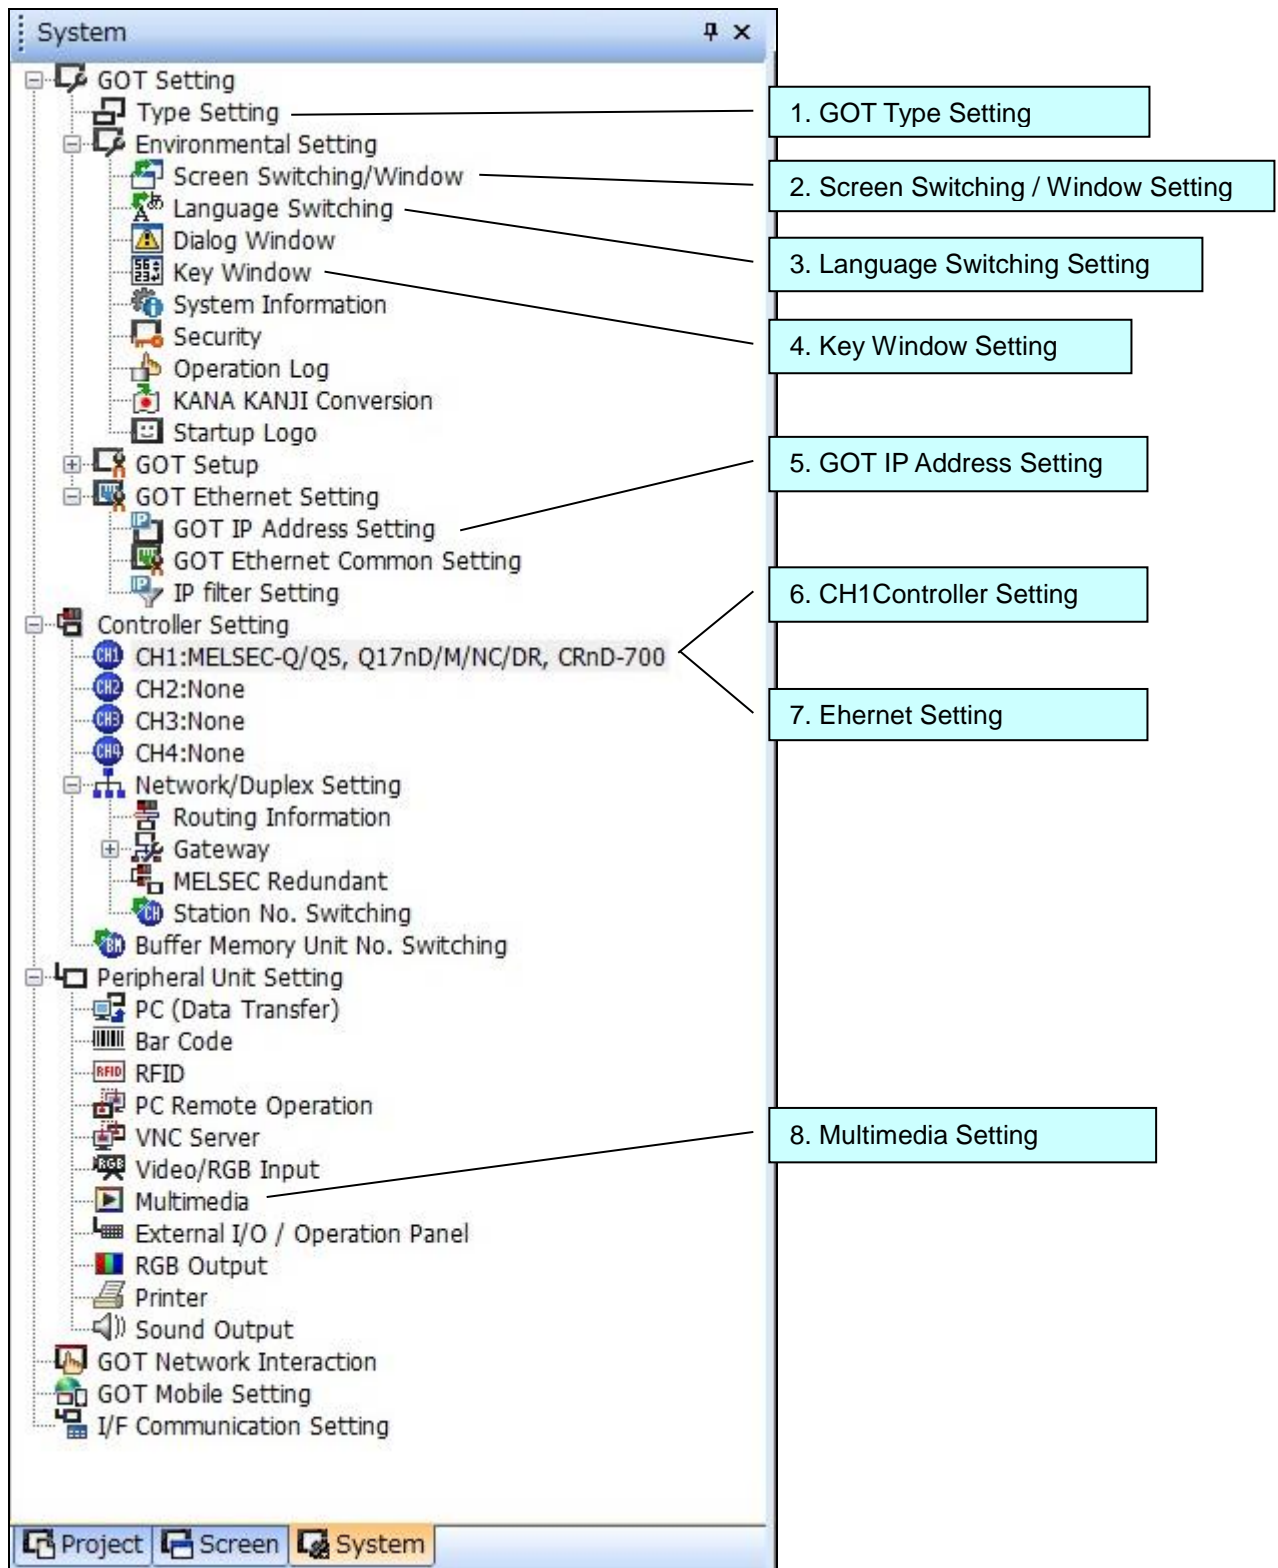 System
GOT Setting
Type Setting
1. GOT Type Setting
Environmental Setting
Screen Switching/Window
2. Screen Switching / Window Setting
Language Switching
3. Language Switching Setting
Dialog Window
Key Window
4. Key Window Setting
System Information
Security
Operation Log
KANA KANJI Conversion
Startup Logo
GOT Setup
5. GOT IP Address Setting
GOT Ethernet Setting
GOT IP Address Setting
GOT Ethernet Common Setting
IP filter Setting
6. CH1Controller Setting
Controller Setting
CH1:MELSEC-Q/QS, Q17nD/M/NC/DR, CRnD-700
CH2:None
7. Ehernet Setting
CH3:None
CH4:None
Network/Duplex Setting
Routing Information
Gateway
MELSEC Redundant
Station No. Switching
Buffer Memory Unit No. Switching
Peripheral Unit Setting
PC (Data Transfer)
Bar Code
RFID
PC Remote Operation
VNC Server
8. Multimedia Setting
Video/RGB Input
Multimedia
External I/O / Operation Panel
RGB Output
Printer
Sound Output
GOT Network Interaction
GOT Mobile Setting
I/F Communication Setting
Project Screen System